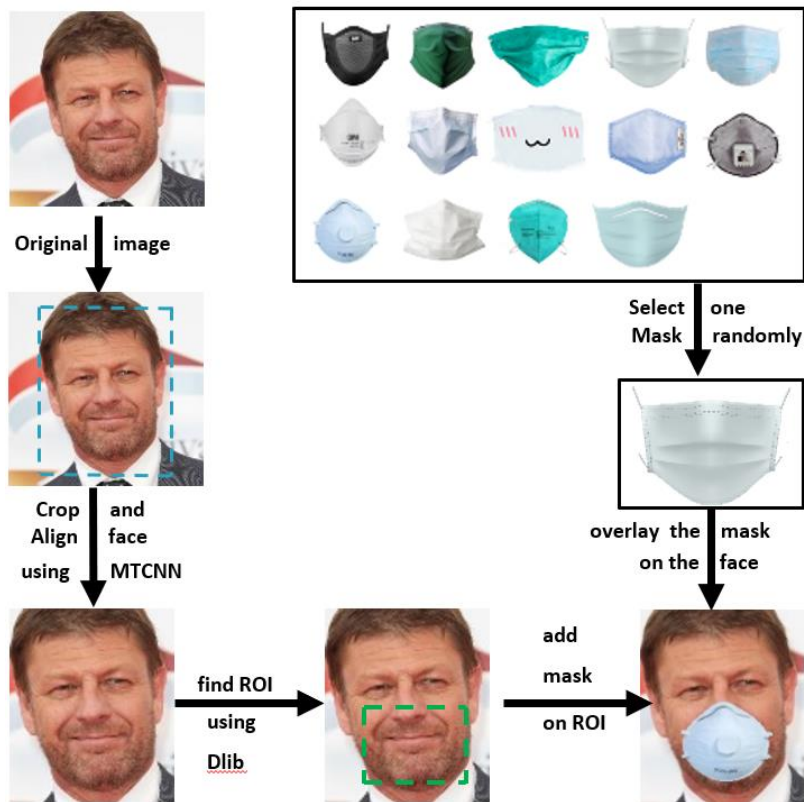 Original image
Select one
Mask randomly
Crop and
Align face
using MTCNN
overlay the mask
on the face
find ROI
using
Dlib
add
mask
on ROI
3M